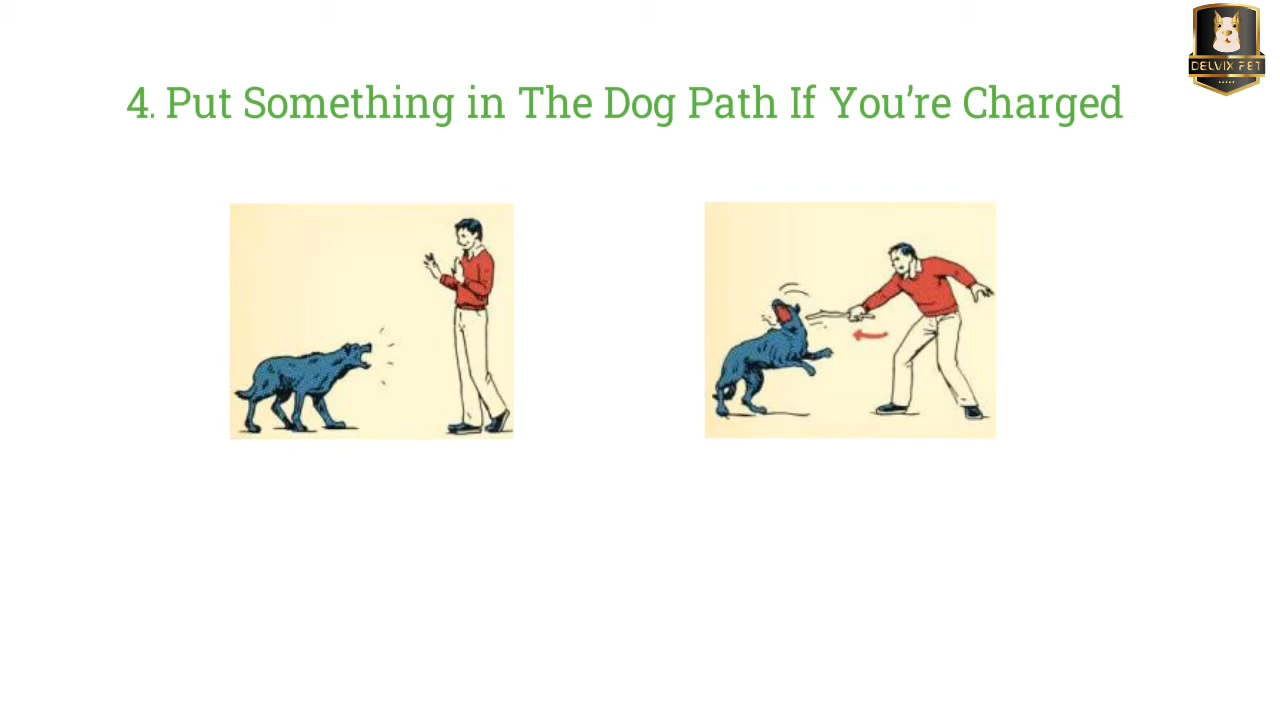 DELVIX PET
4. Put Something in The Dog Path If You’re Charged